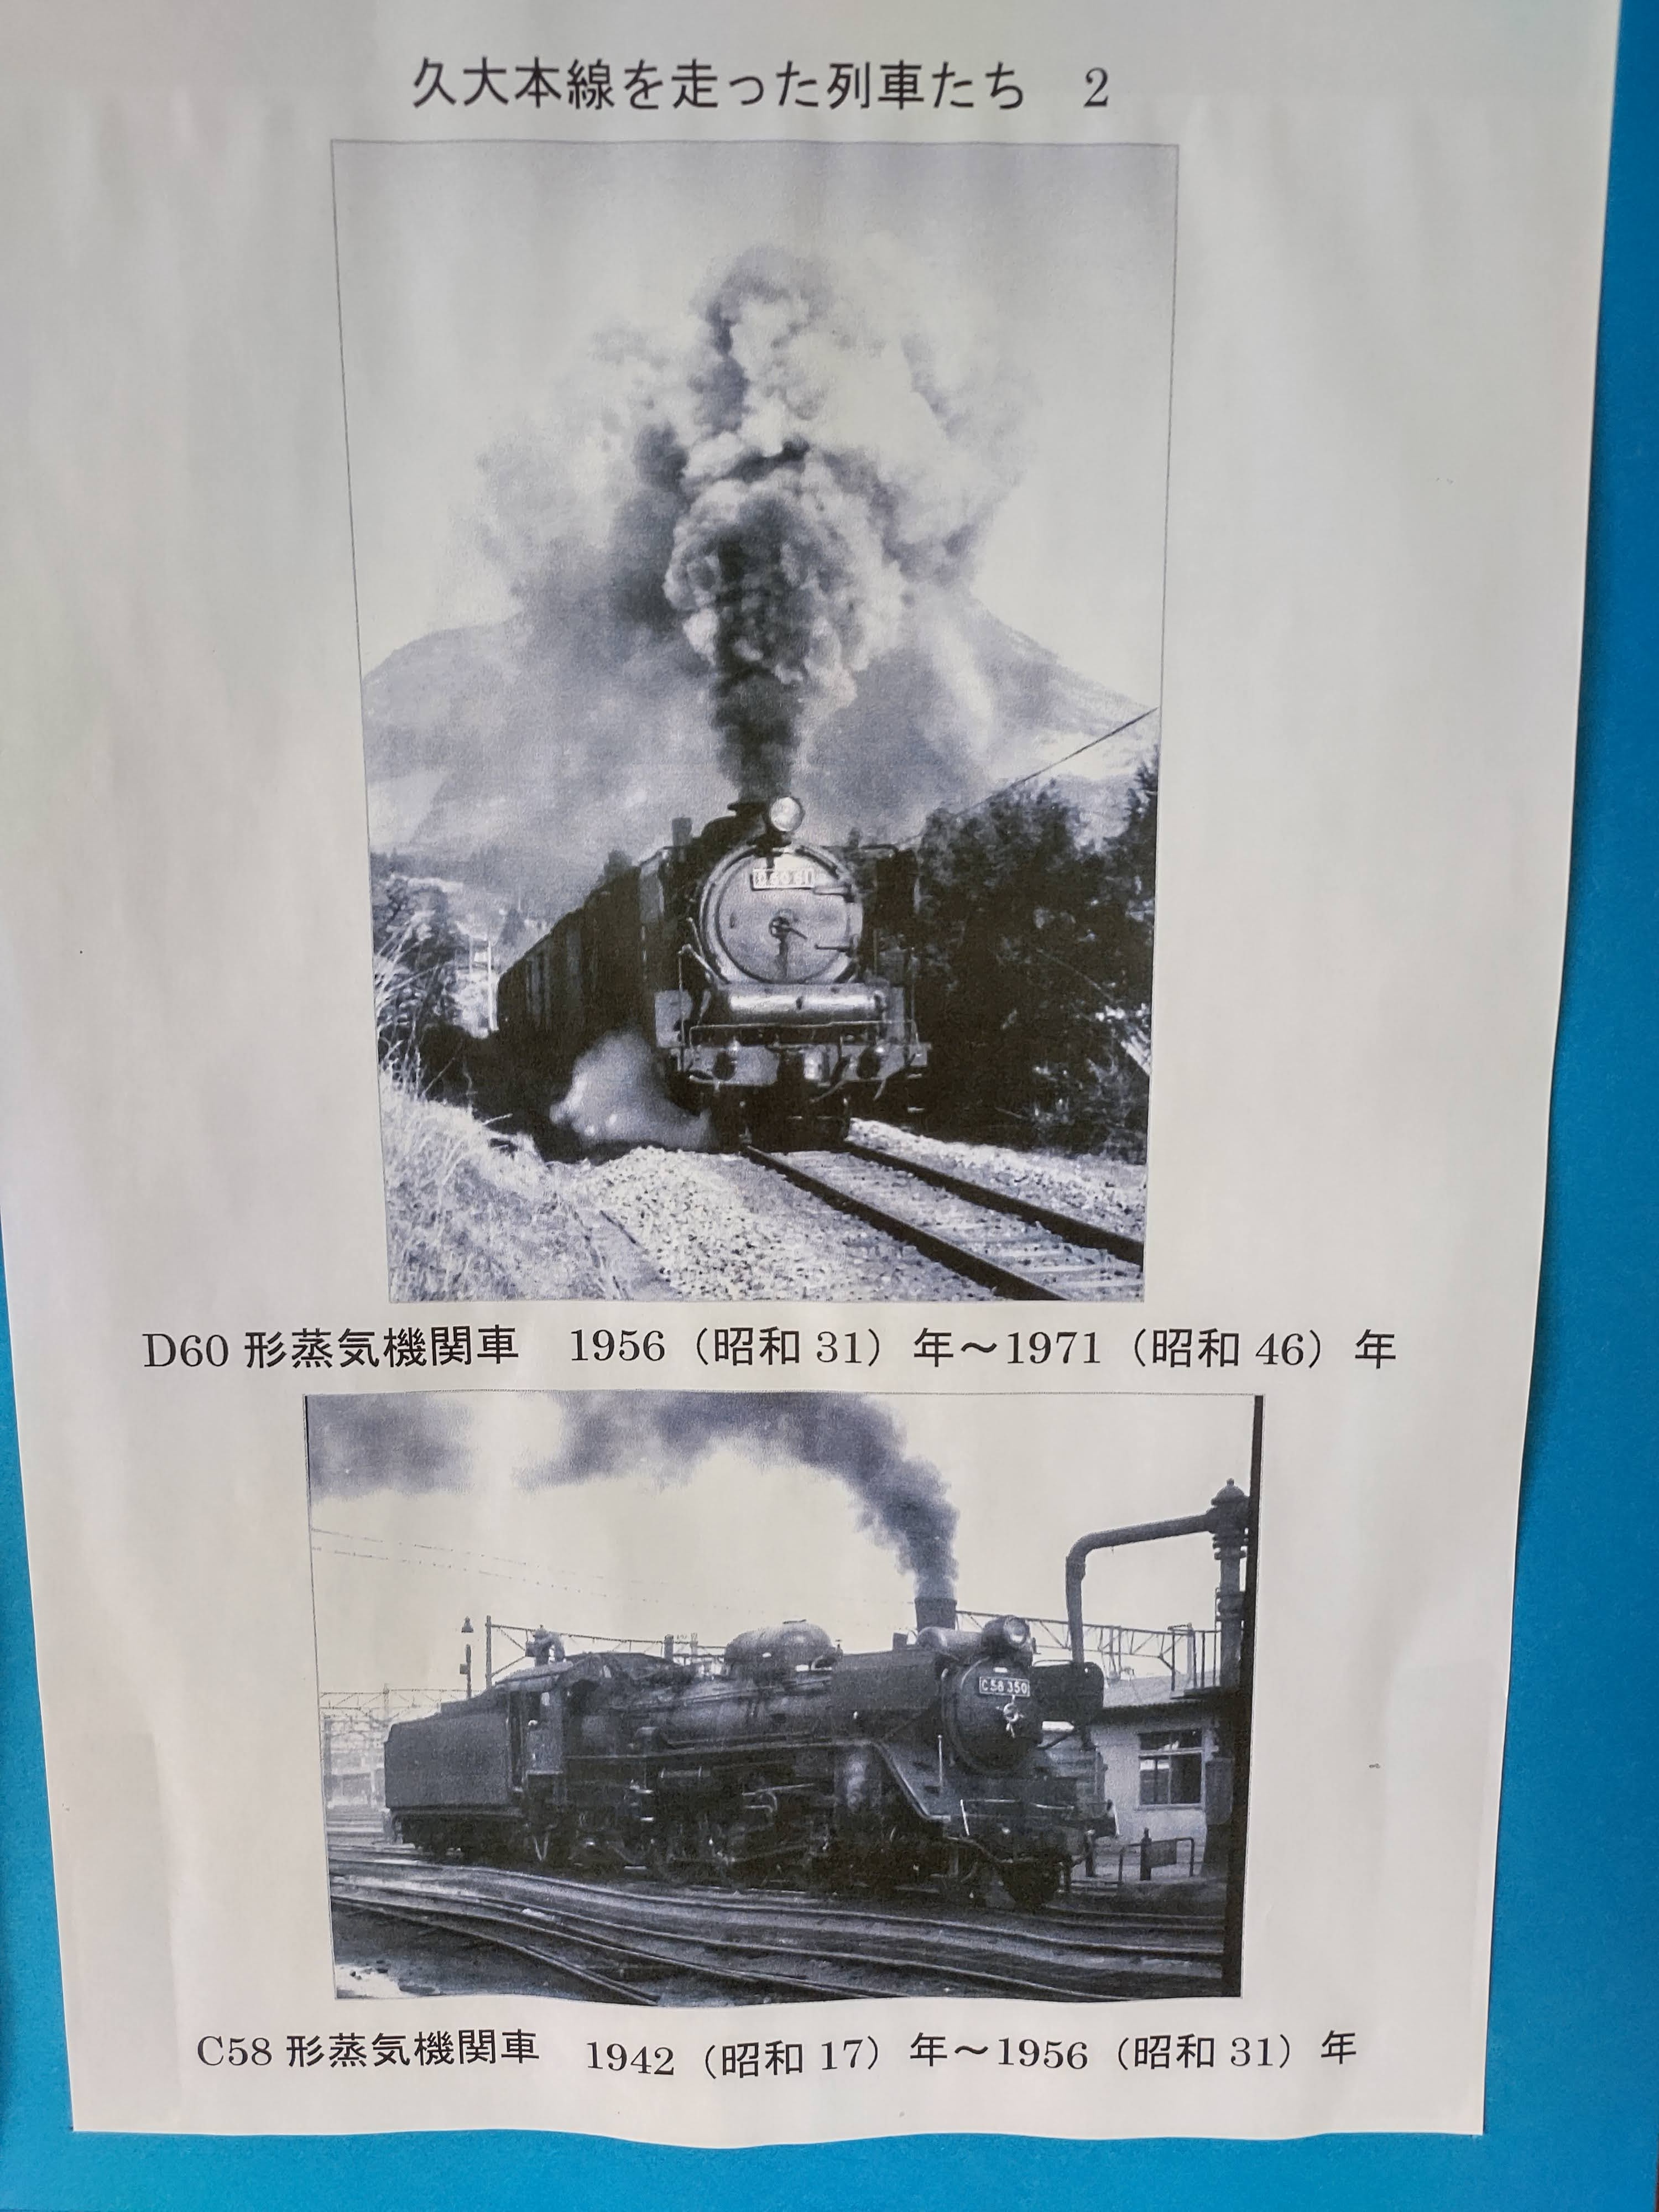 久大本線を走った列車たち　2
D60 61
D60 形蒸気機関車　1956（昭和 31）年～1971（昭和 46）年
C58 350
C58 形蒸気機関車　1942（昭和 17）年～1956（昭和 31）年